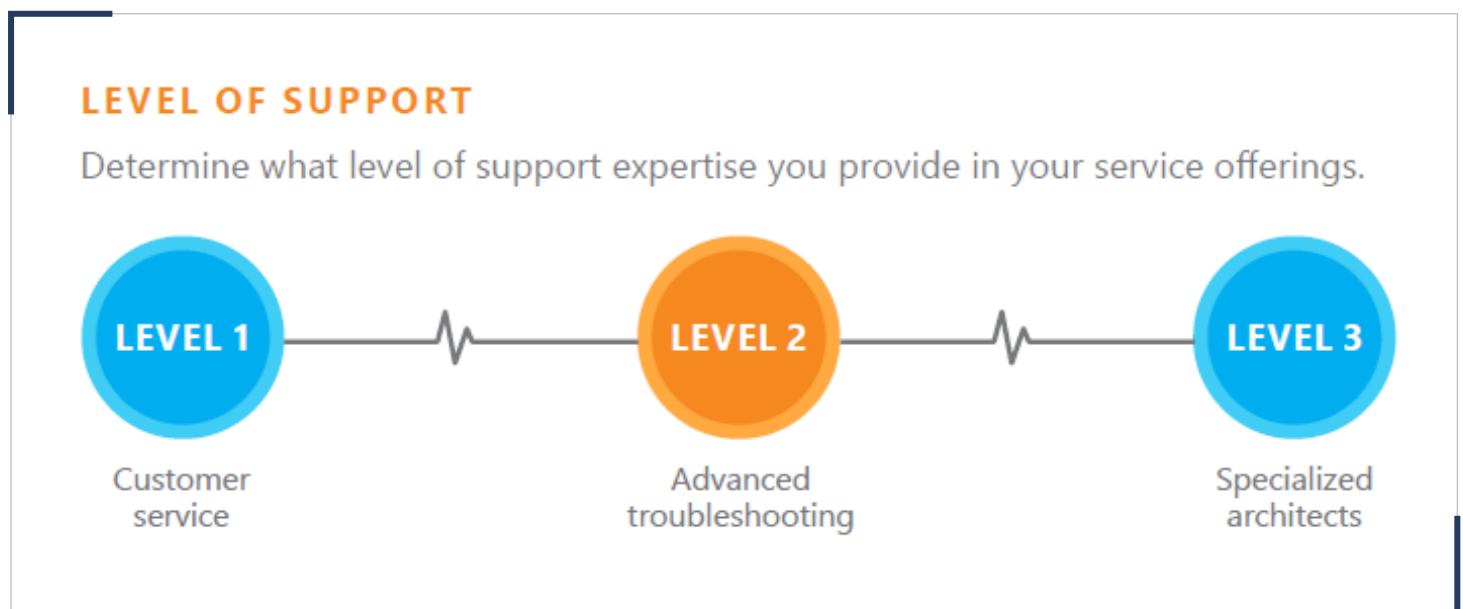 LEVEL OF SUPPORT
Determine what level of support expertise you provide in your service offerings.
LEVEL 1
LEVEL 2
LEVEL 3
Customer
service
Advanced
troubleshooting
Specialized
architects